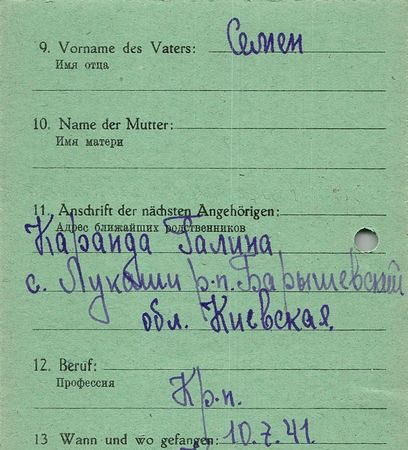 9. Vorname des Vaters: Семен
Имя отца
10. Name der Mutter:
Имя матери
11. Anschrift der nächsten Angehörigen:
Адрес ближайших родственников
Каранда Галина
с. Лукаши р-н. Барышевский
обл. Киевская
12. Beruf:
Профессия
Кр-н.
13 Wann und wo gefangen: 10.7.41.